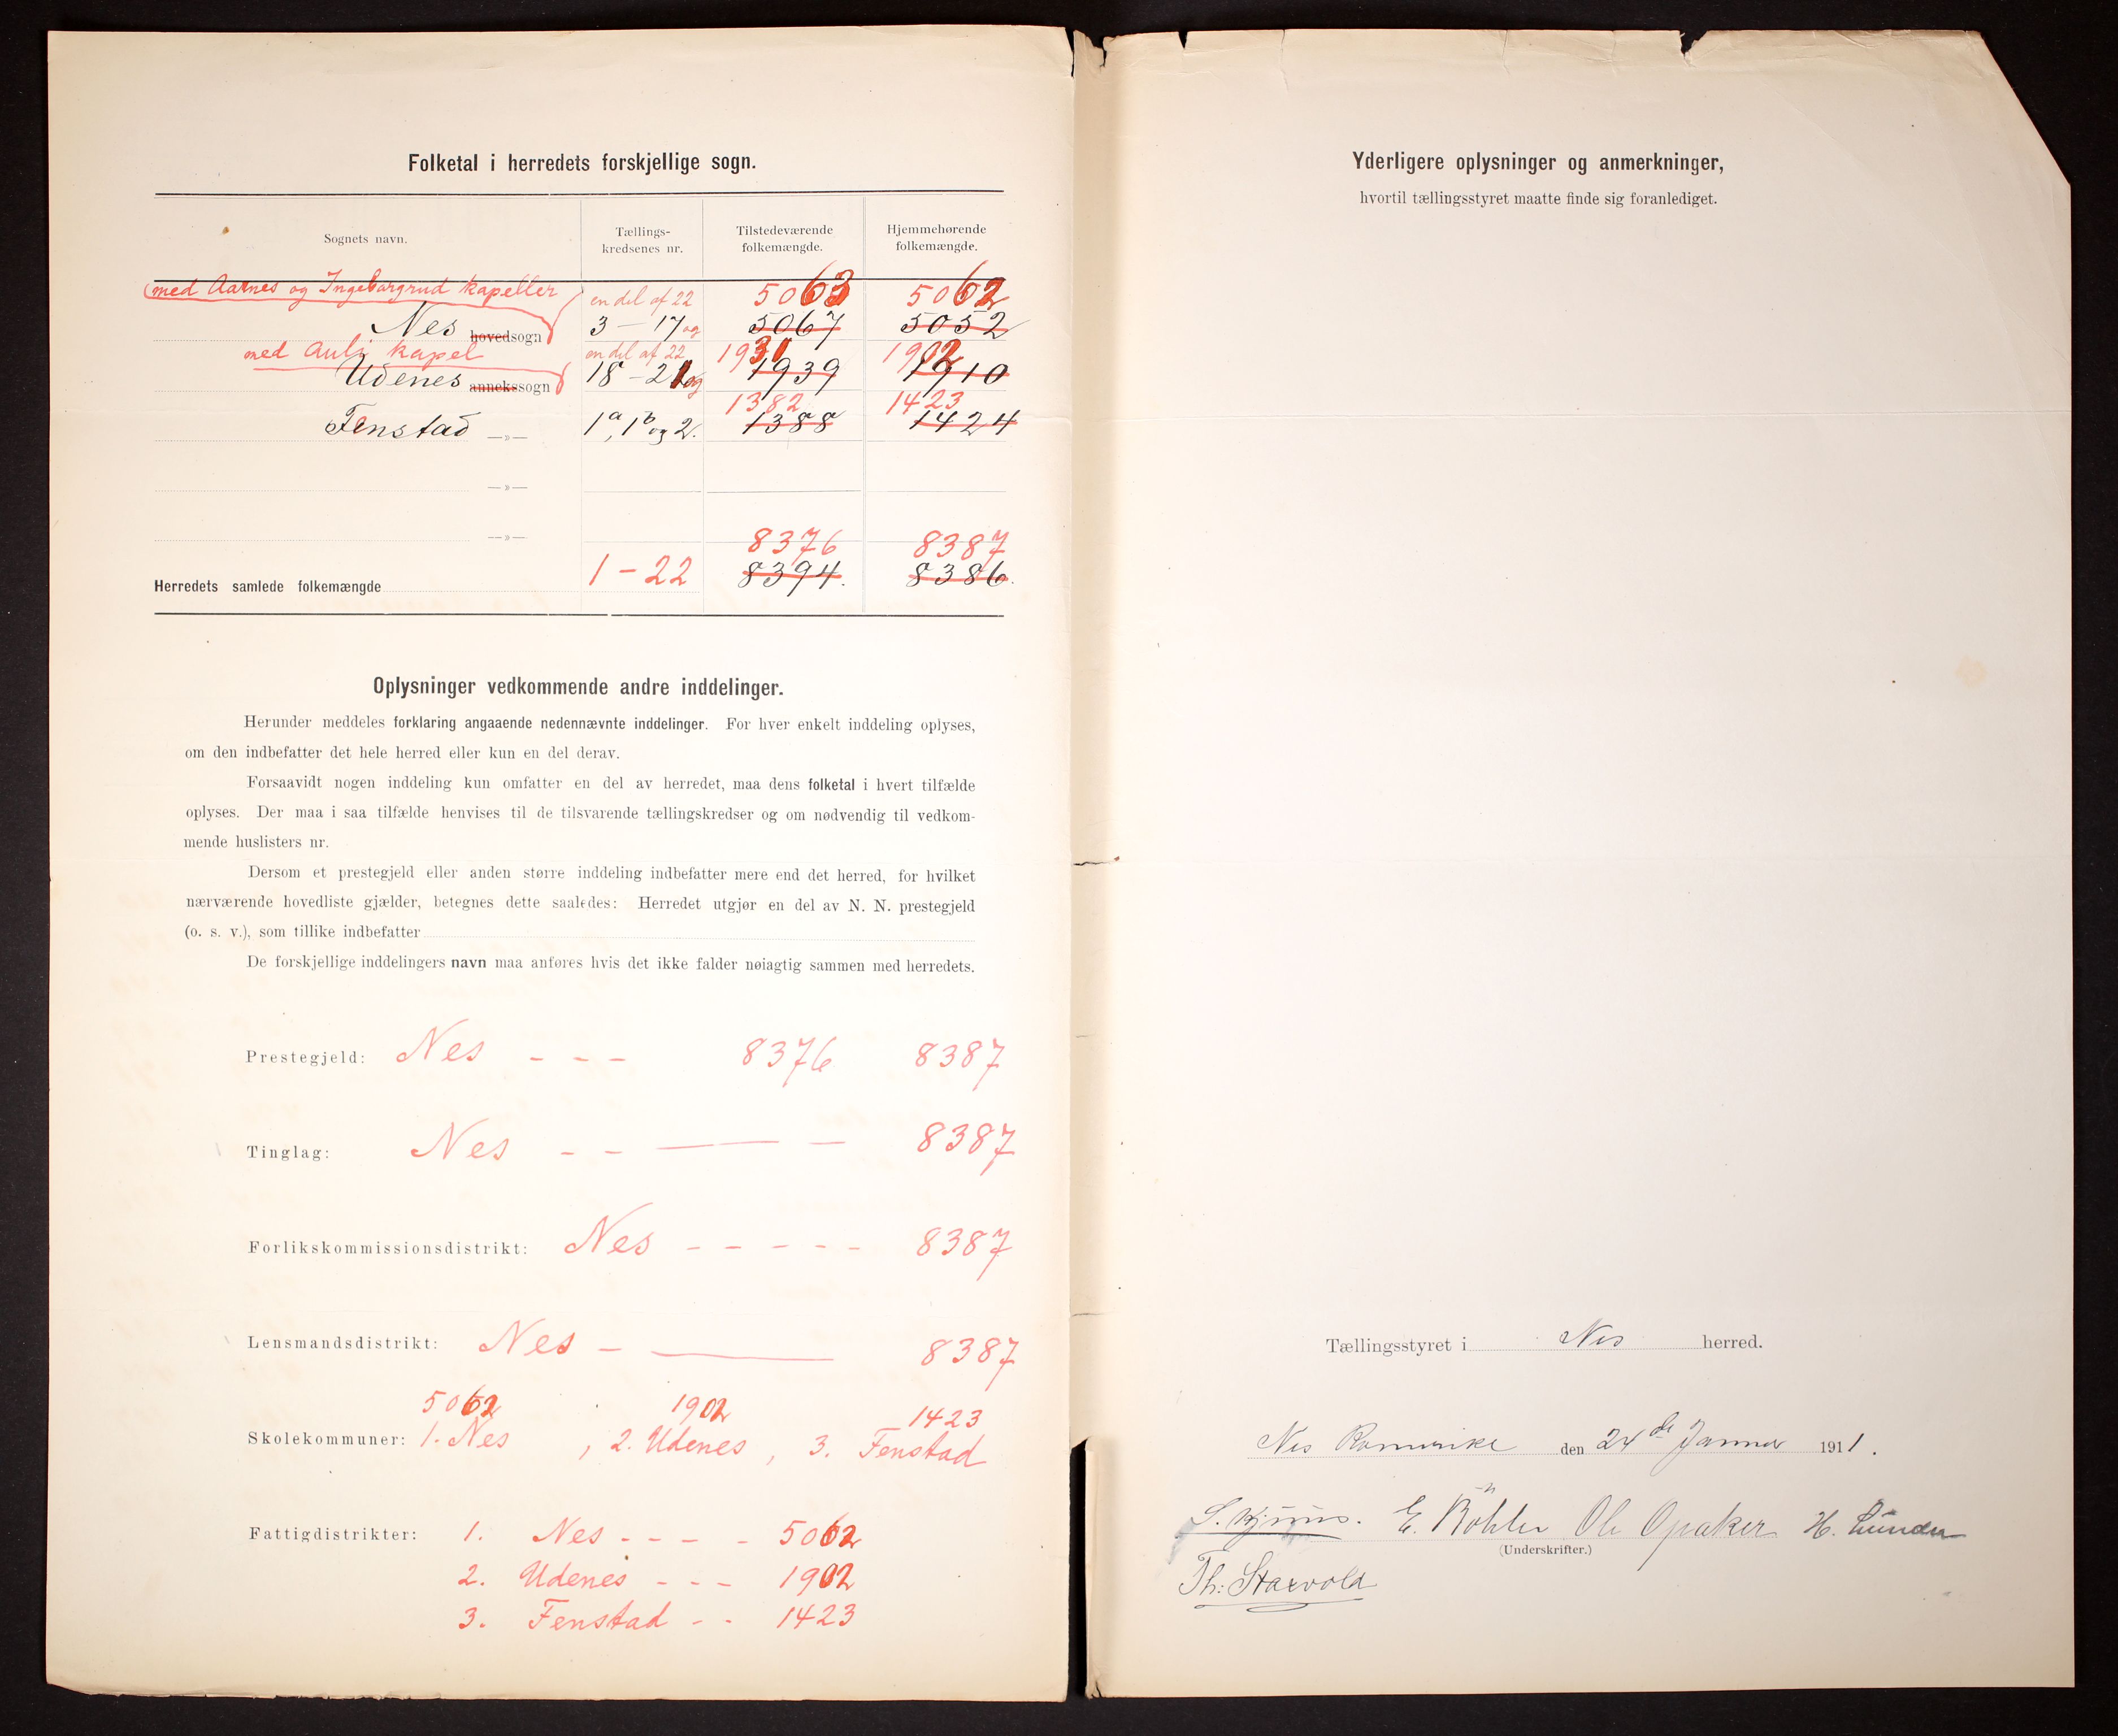 Folketal i herredets forskjellige sogn.
Sognets navn.
Tællings-
kredsenes nr.
Tilstedeværende
folkemængde.
Hjemmehørende
folkemængde.
med Aarnes og Ingeborgrud kapeller en del af 22 5063 5062
Nes hovedsogn 3-17 og 5067 5052
med Auli kapel en del af 22 1931 1902
Udenes annekssogn 18-21 og 1939 1910
1382 1423
Fenstad —»— 1a, 1b og 2. 1388 1424
—»—
—»—
8376 8387
Herredets samlede folkemængde 1-22 8394. 8386.
Oplysninger vedkommende andre inddelinger.
Herunder meddeles forklaring angaaende nedennævnte inddelinger. For hver enkelt inddeling oplyses,
om den indbefatter det hele herred eller kun en del derav.
Forsaavidt nogen inddeling kun omfatter en del av herredet, maa dens folketal i hvert tilfælde
oplyses. Der maa i saa tilfælde henvises til de tilsvarende tællingskredser og om nødvendig til vedkom-
mende huslisters nr.
Dersom et prestegjeld eller anden større inddeling indbefatter mere end det herred, for hvilket
nærværende hovedliste gjælder, betegnes dette saaledes: Herredet utgjør en del av N. N. prestegjeld
(o. s. v.), som tillike indbefatter
De forskjellige inddelingers navn maa anføres hvis det ikke falder nøiagtig sammen med herredets.
Prestegjeld: Nes - - - 8376 8387
Tinglag: Nes - - — - 8387
Forlikskommissionsdistrikt: Nes - - - - - 8387
Lensmandsdistrikt: Nes - — 8387
5062 1902 1423
Skolekommuner: 1. Nes, 2. Udenes, 3. Fenstad
Fattigdistrikter: 1. Nes - - - - 5062
2. Udenes - - - 1902
3. Fenstad - - 1423
Yderligere oplysninger og anmerkninger,
hvortil tællingsstyret maatte finde sig foranlediget.
Tællingsstyret i Nes herred.
Nes Romerike den 24de Januar 1911.
E. Böhler Ole Opaker H. Lunder
(Underskrifter.)
Th: Starvold